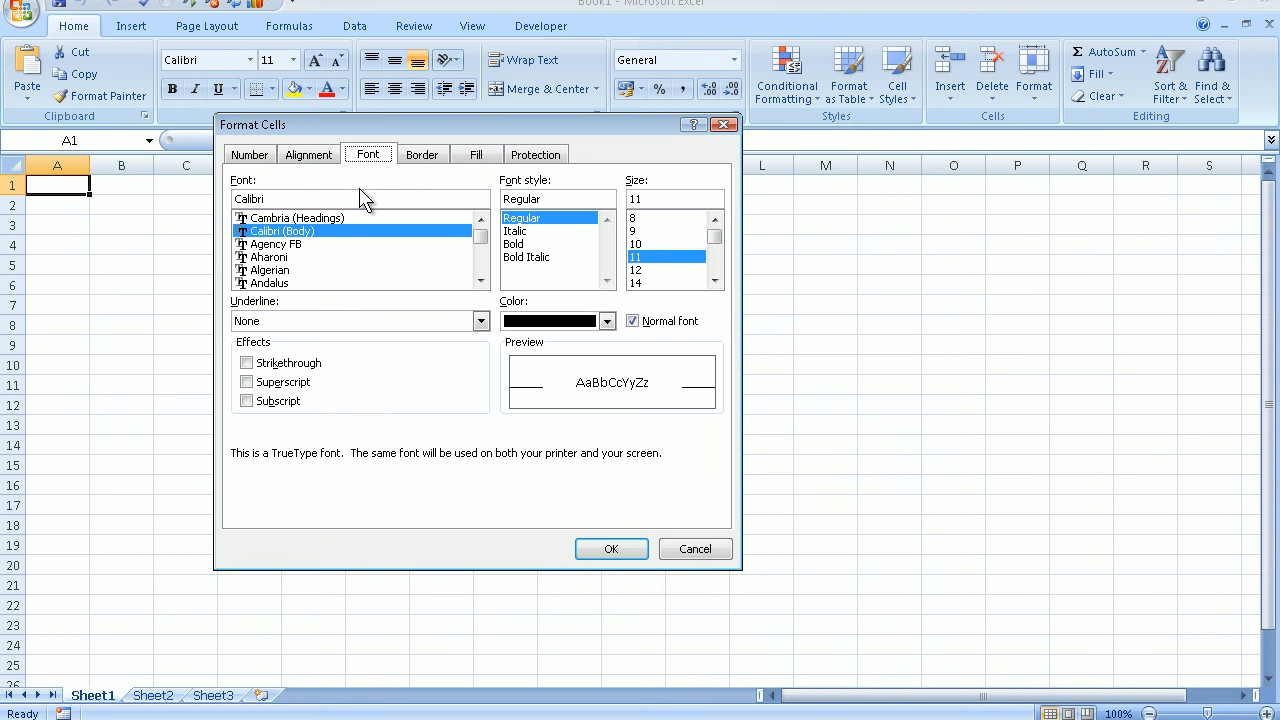 Book1 - Microsoft Excel
Home Insert Page Layout Formulas Data Review View Developer
Cut
Copy
Format Painter
Paste
Clipboard
Calibri 11
B I U A
Wrap Text
Merge & Center
General
$ % ,
Conditional Formatting
Format as Table
Cell Styles
Styles
Insert Delete Format
Cells
Σ AutoSum
Fill
Clear
Sort & Filter
Find & Select
Editing
A1
A B C L M N O P Q R S
1
2
3
4
5
6
7
8
9
10
11
12
13
14
15
16
17
18
19
20
21
22
23
24
25
26
Format Cells
Number Alignment Font Border Fill Protection
Font:
Calibri
Cambria (Headings)
Calibri (Body)
Agency FB
Aharoni
Algerian
Andalus
Font style:
Regular
Regular
Italic
Bold
Bold Italic
Size:
11
8
9
10
11
12
14
Underline:
None
Color:
Normal font
Effects
Strikethrough
Superscript
Subscript
Preview
AaBbCcYyZz
This is a TrueType font. The same font will be used on both your printer and your screen.
OK Cancel
Sheet1 Sheet2 Sheet3
Ready 100%